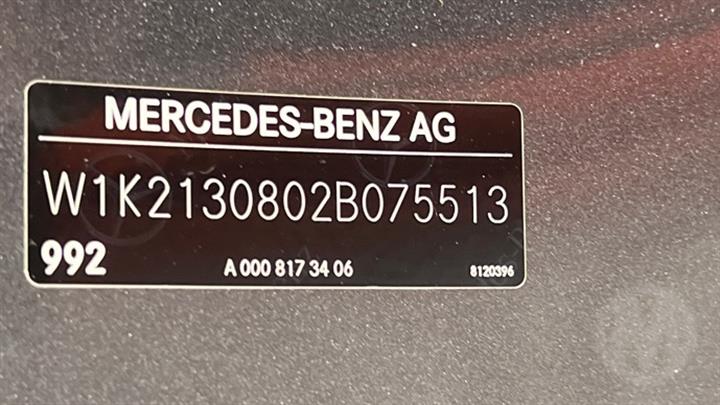 MERCEDES-BENZ AG
W1K2130802B075513
992
A 000 817 34 06
8120396